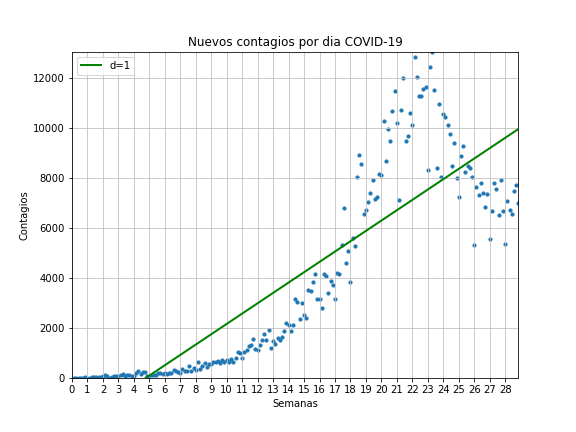 Nuevos contagios por dia COVID-19
d=1
Contagios
12000
10000
8000
6000
4000
2000
0
0 1 2 3 4 5 6 7 8 9 10 11 12 13 14 15 16 17 18 19 20 21 22 23 24 25 26 27 28
Semanas